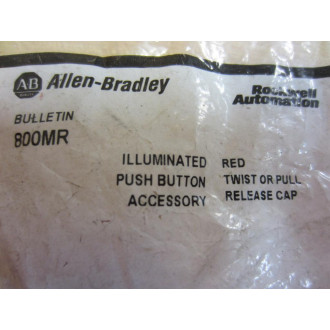 AB Allen-Bradley
Rockwell
Automation
BULLETIN
800MR
ILLUMINATED RED
PUSH BUTTON TWIST OR PULL
ACCESSORY RELEASE CAP